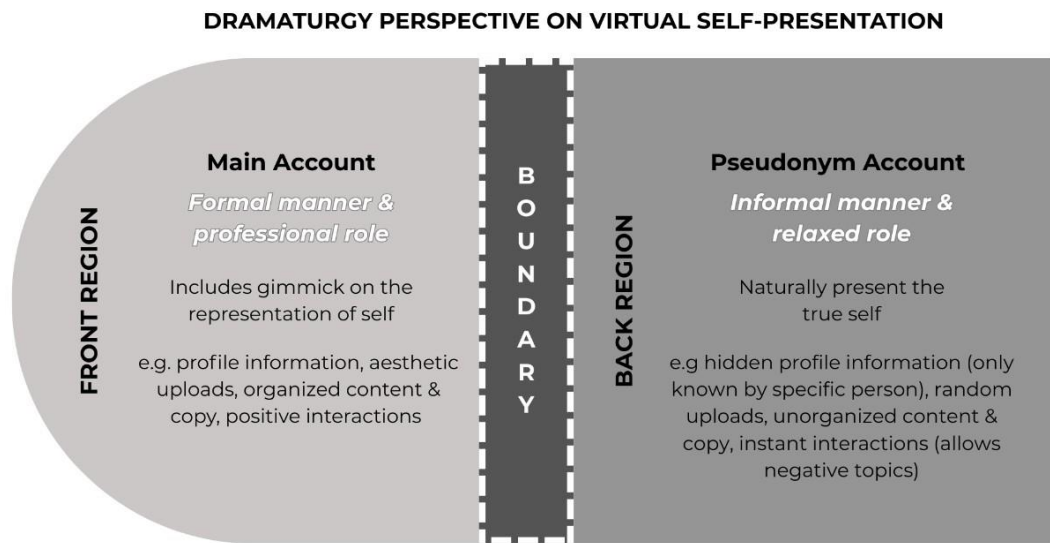 DRAMATURGY PERSPECTIVE ON VIRTUAL SELF-PRESENTATION
FRONT REGION
Main Account
Formal manner &
professional role
Includes gimmick on the
representation of self
e.g. profile information, aesthetic
uploads, organized content &
copy, positive interactions
BOUNDARY
BACK REGION
Pseudonym Account
Informal manner &
relaxed role
Naturally present the
true self
e.g hidden profile information (only
known by specific person), random
uploads, unorganized content &
copy, instant interactions (allows
negative topics)